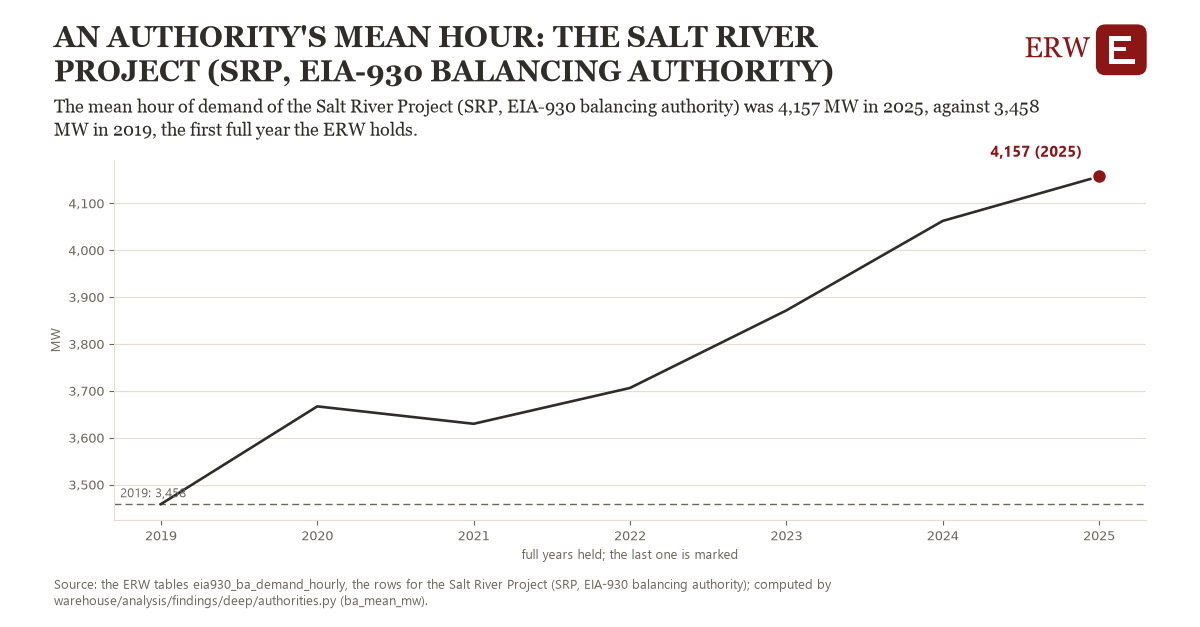 AN AUTHORITY'S MEAN HOUR: THE SALT RIVER
PROJECT (SRP, EIA-930 BALANCING AUTHORITY)
ERW E
The mean hour of demand of the Salt River Project (SRP, EIA-930 balancing authority) was 4,157 MW in 2025, against 3,458
MW in 2019, the first full year the ERW holds.
4,157 (2025)
4,100
4,000
3,900
3,800
3,700
3,600
3,500
MW
2019: 3,458
2019 2020 2021 2022 2023 2024 2025
full years held; the last one is marked
Source: the ERW tables eia930_ba_demand_hourly, the rows for the Salt River Project (SRP, EIA-930 balancing authority); computed by
warehouse/analysis/findings/deep/authorities.py (ba_mean_mw).